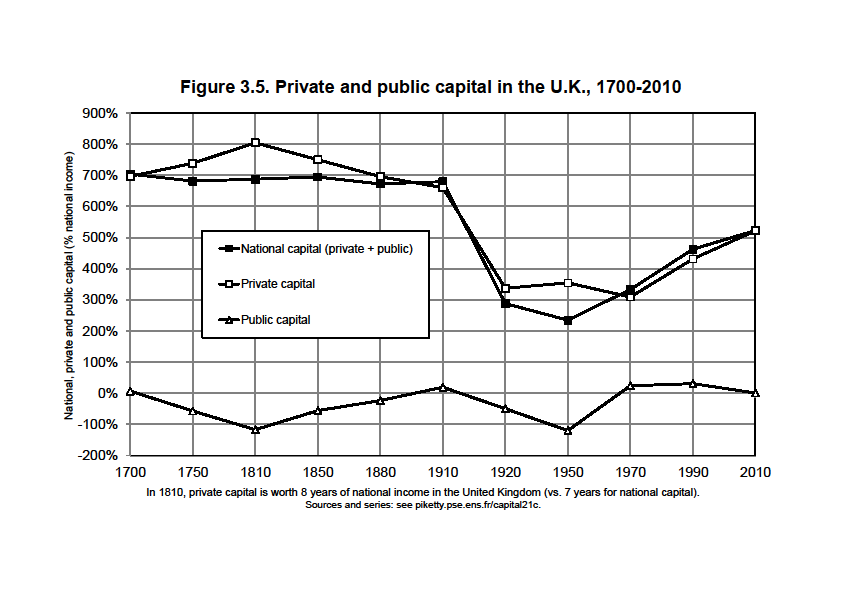 Figure 3.5. Private and public capital in the U.K., 1700-2010
National, private and public capital (% national income)
900%
800%
700%
600%
500%
400%
300%
200%
100%
0%
-100%
-200%
National capital (private + public)
Private capital
Public capital
1700 1750 1810 1850 1880 1910 1920 1950 1970 1990 2010
In 1810, private capital is worth 8 years of national income in the United Kingdom (vs. 7 years for national capital).
Sources and series: see piketty.pse.ens.fr/capital21c.